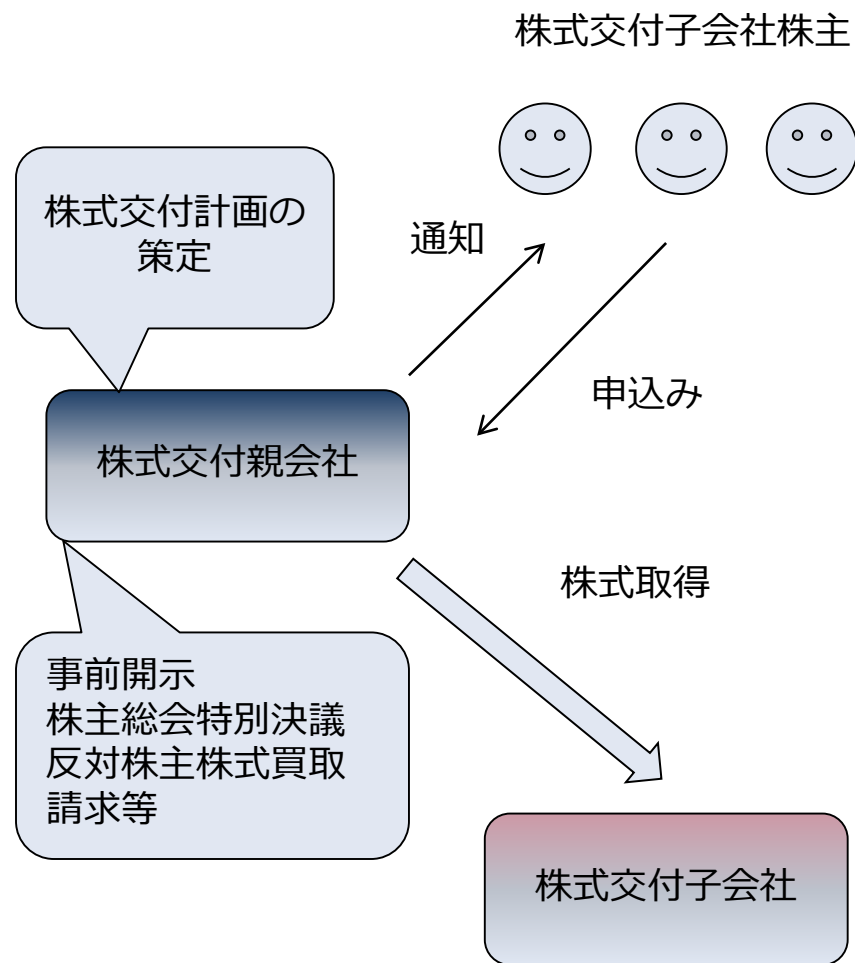 株式交付子会社株主
株式交付計画の
策定
通知
申込み
株式交付親会社
株式取得
事前開示
株主総会特別決議
反対株主株式買取
請求等
株式交付子会社